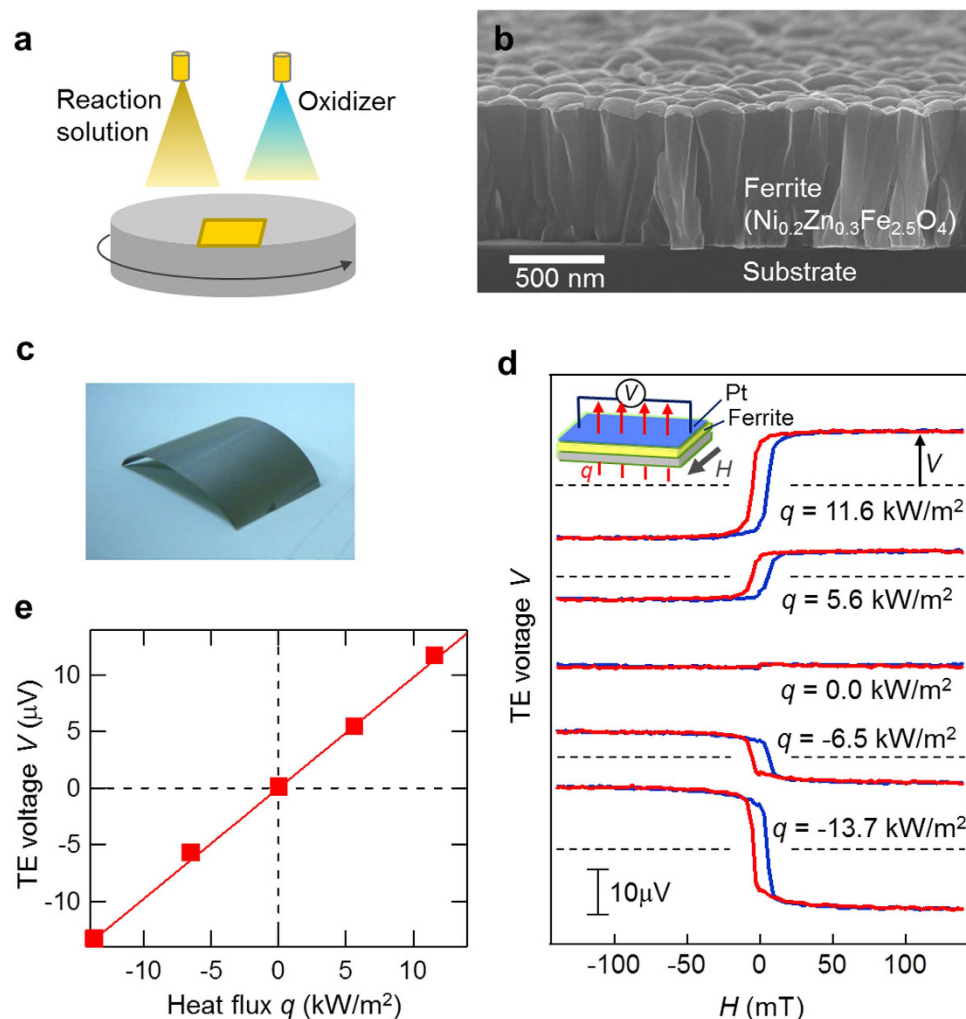 a
Reaction
solution
Oxidizer
b
Ferrite
(Ni0.2Zn0.3Fe2.5O4)
500 nm
Substrate
c
d
V
Pt
Ferrite
q
H
V
q = 11.6 kW/m²
q = 5.6 kW/m²
q = 0.0 kW/m²
q = -6.5 kW/m²
q = -13.7 kW/m²
10μV
TE voltage V
-100
-50
0
50
100
H (mT)
e
TE voltage V (μV)
10
5
0
-5
-10
-10
-5
0
5
10
Heat flux q (kW/m²)